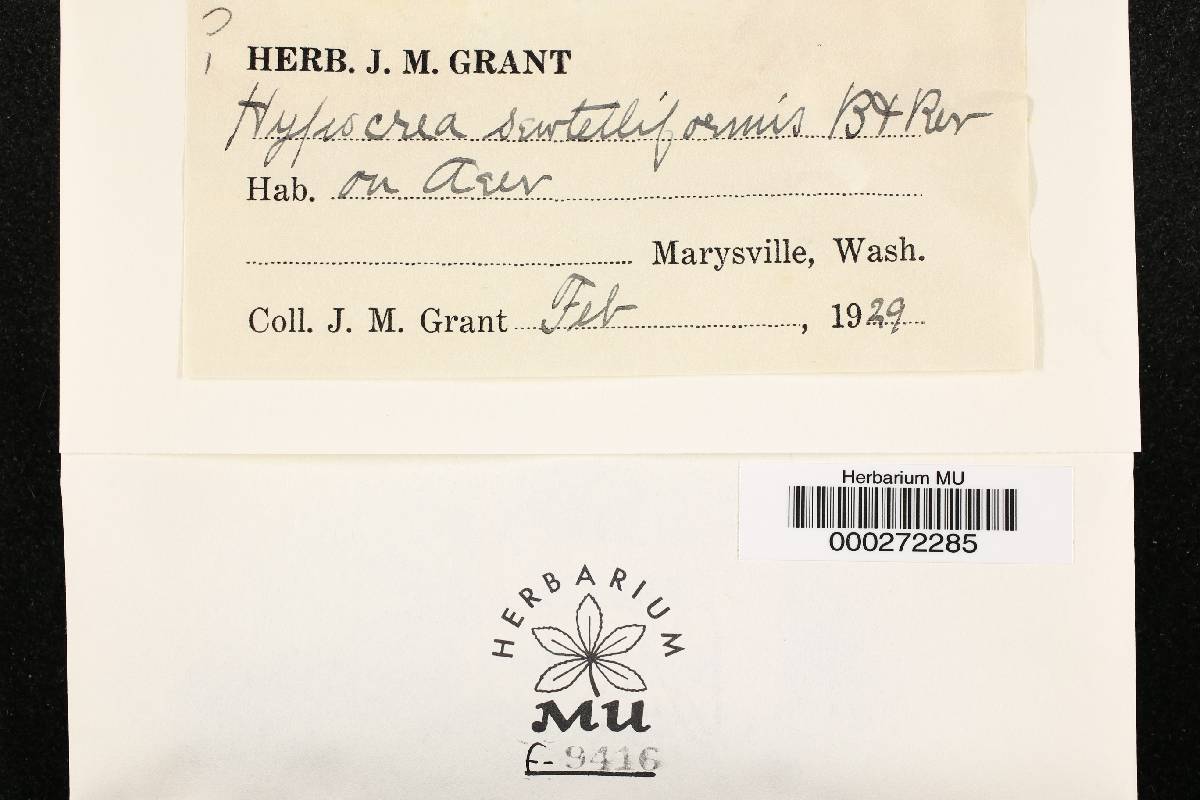 ?
HERB. J. M. GRANT
Hypocrea scutelliformis B & Rav
Hab. on Acer
Marysville, Wash.
Coll. J. M. Grant Feb, 1929
Herbarium MU
000272285
HERBARIUM
MU
F-9416